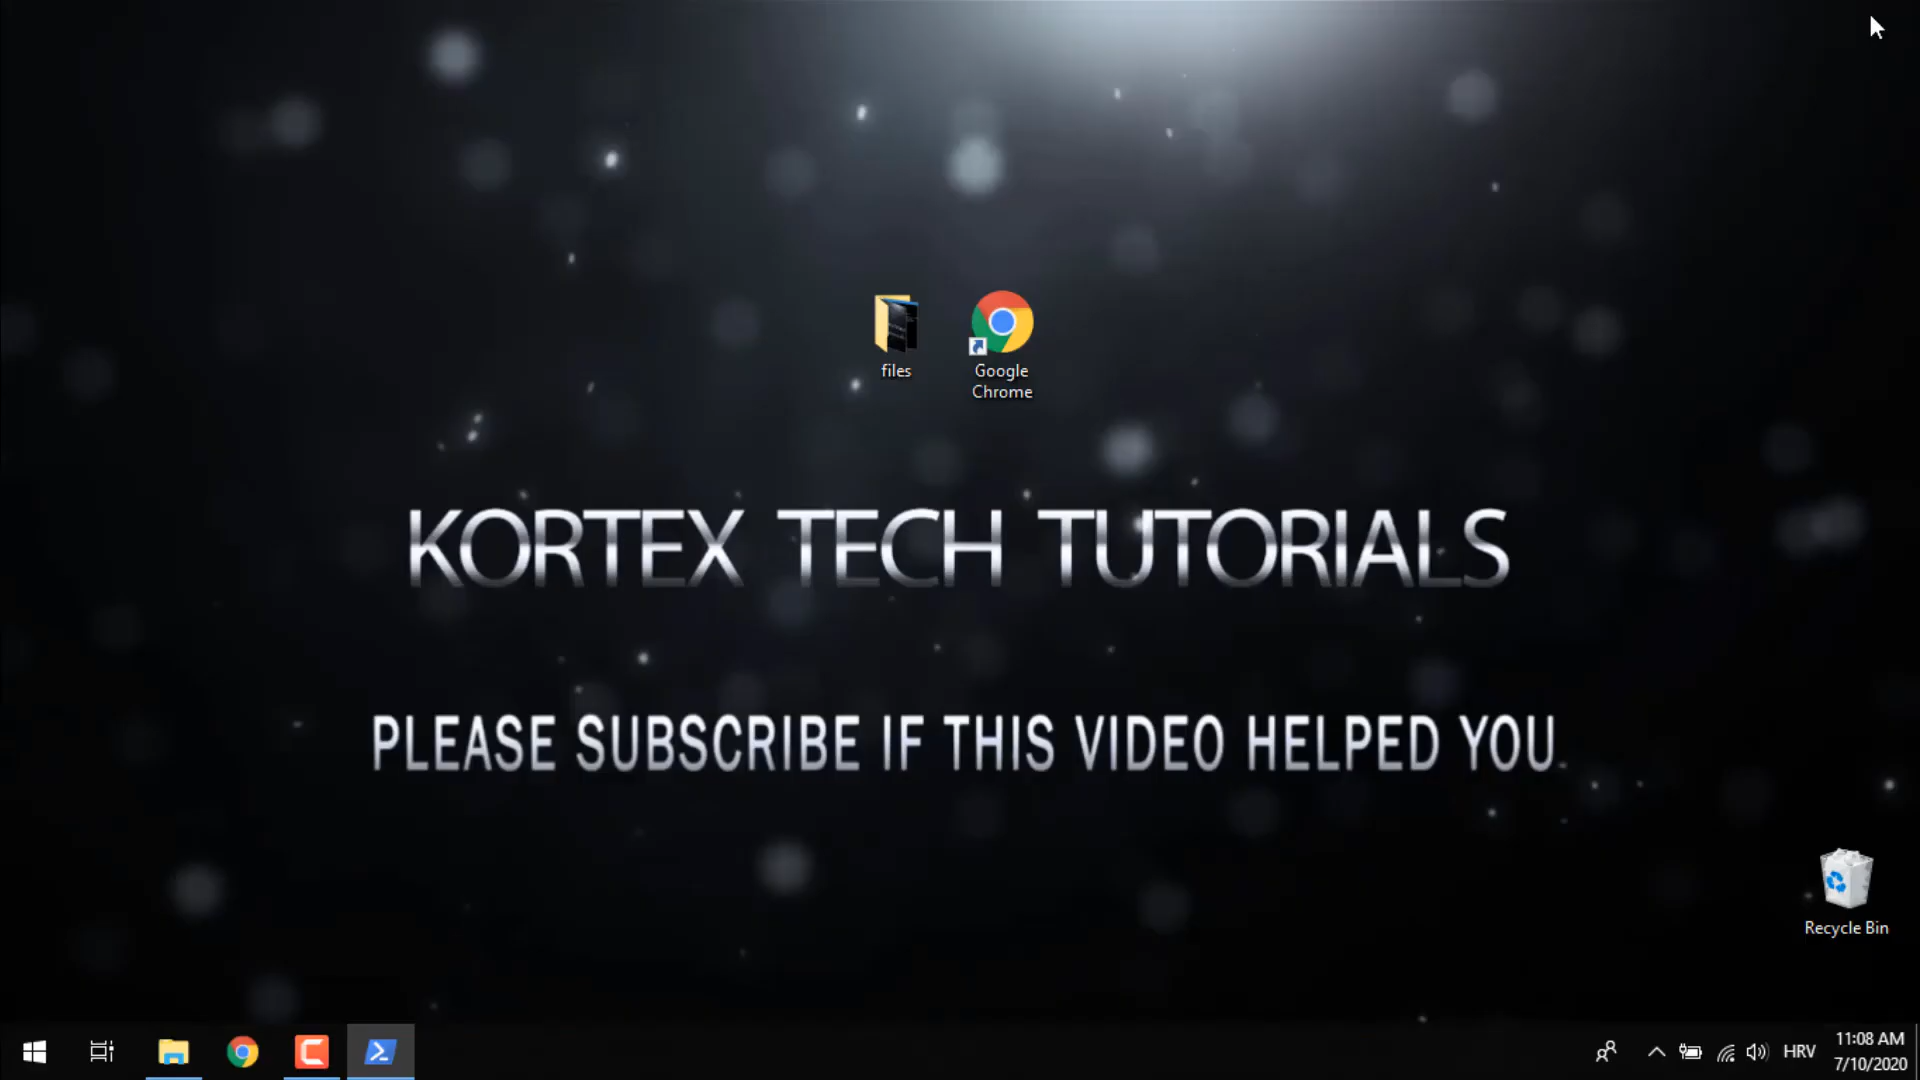 files
Google
Chrome
KORTEX TECH TUTORIALS
PLEASE SUBSCRIBE IF THIS VIDEO HELPED YOU
Recycle Bin
HRV
11:08 AM
7/10/2020